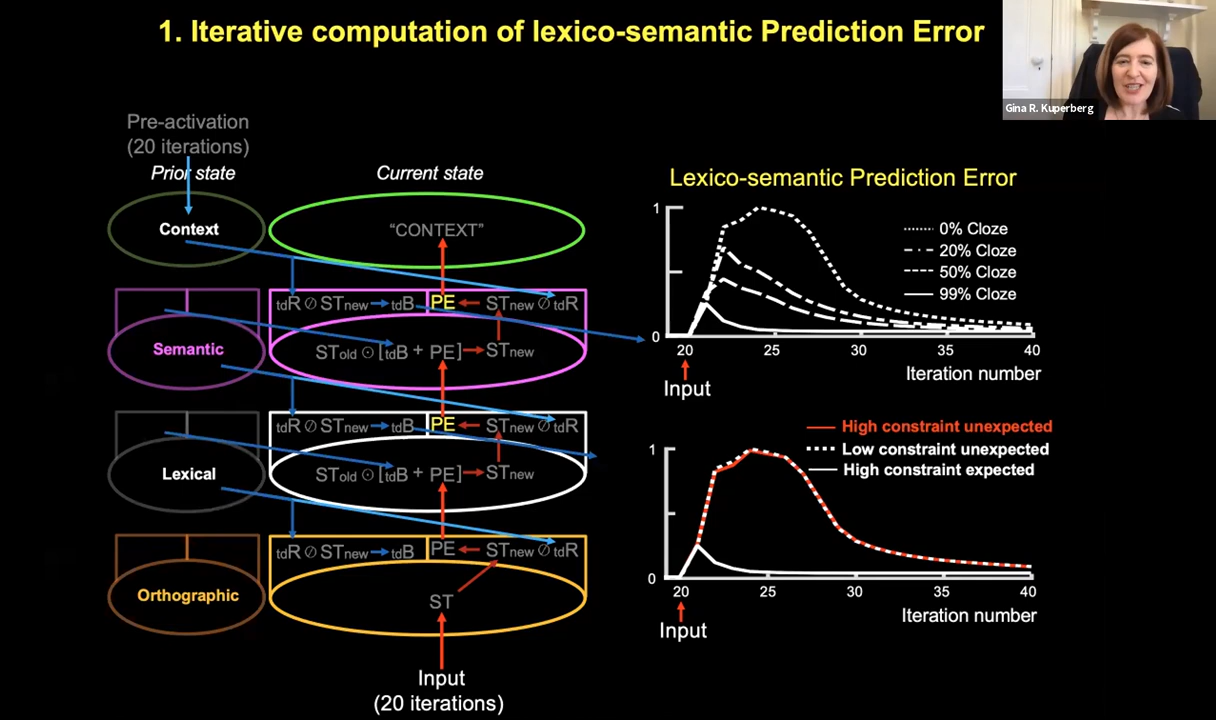 1. Iterative computation of lexico-semantic Prediction Error
Gina R. Kuperberg
Pre-activation
(20 iterations)
Prior state
Current state
Context
"CONTEXT"
tdR ⊘ STnew → tdB PE ← STnew ⊘ tdR
Semantic
STold ⊙ [tdB + PE] → STnew
tdR ⊘ STnew → tdB PE ← STnew ⊘ tdR
Lexical
STold ⊙ [tdB + PE] → STnew
tdR ⊘ STnew → tdB PE ← STnew ⊘ tdR
Orthographic
ST
Input
(20 iterations)
Lexico-semantic Prediction Error
1
0% Cloze
20% Cloze
50% Cloze
99% Cloze
0
20 25 30 35 40
Iteration number
Input
High constraint unexpected
Low constraint unexpected
High constraint expected
1
0
20 25 30 35 40
Iteration number
Input